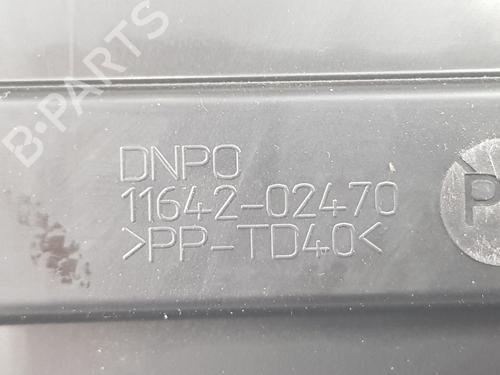 B-PARTS
DNPO
11642-02470
>PP-TD40<
P